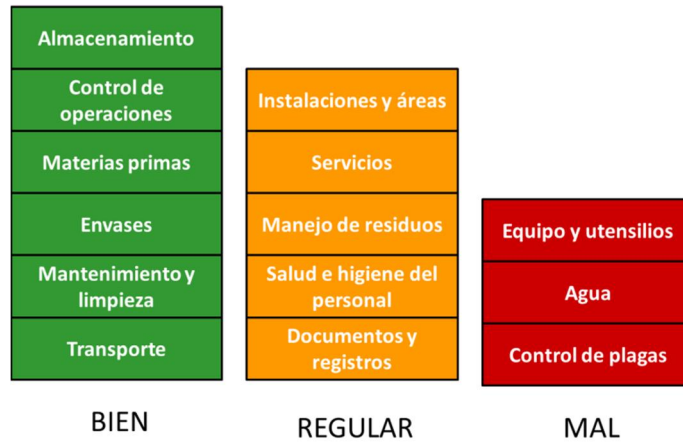 Almacenamiento
Control de
operaciones
Materias primas
Envases
Mantenimiento y
limpieza
Transporte
BIEN
Instalaciones y áreas
Servicios
Manejo de residuos
Salud e higiene del
personal
Documentos y
registros
REGULAR
Equipo y utensilios
Agua
Control de plagas
MAL